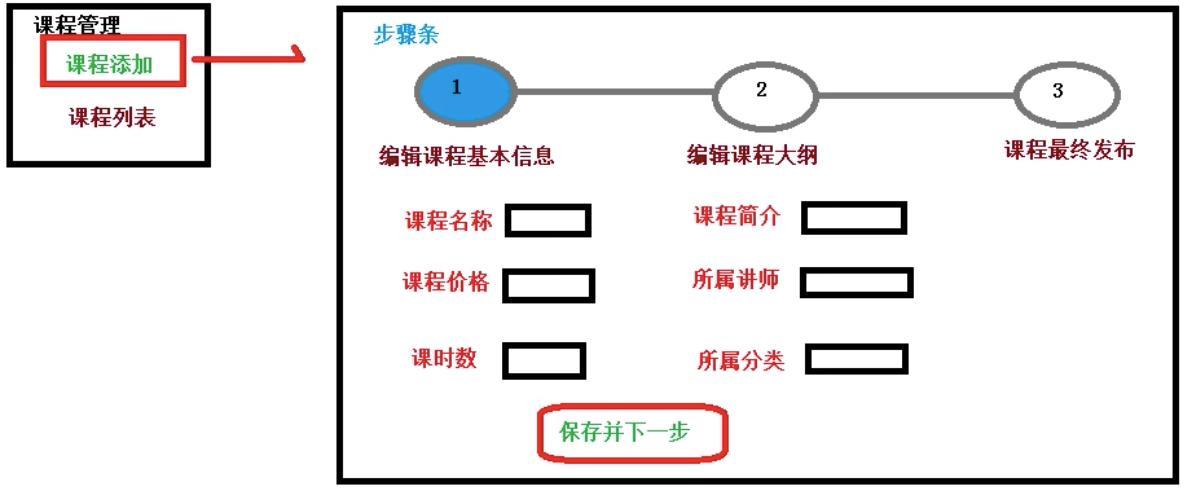 课程管理
课程添加
课程列表
步骤条
1
2
3
编辑课程基本信息
编辑课程大纲
课程最终发布
课程名称
课程简介
课程价格
所属讲师
课时数
所属分类
保存并下一步